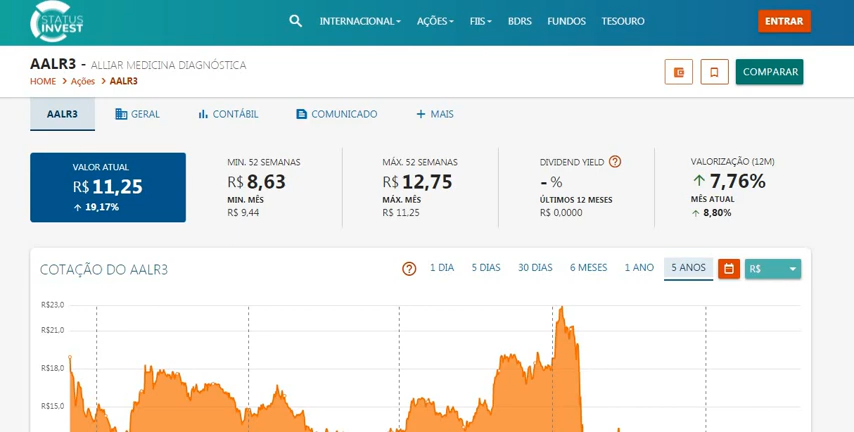 STATUS
INVEST
INTERNACIONAL AÇÕES FIIS BDRS FUNDOS TESOURO ENTRAR
AALR3 - ALLIAR MEDICINA DIAGNÓSTICA
HOME > Ações > AALR3
COMPARAR
AALR3 GERAL CONTÁBIL COMUNICADO + MAIS
VALOR ATUAL
R$ 11,25
19,17%
MIN. 52 SEMANAS
R$ 8,63
MIN. MÊS
R$ 9,44
MÁX. 52 SEMANAS
R$ 12,75
MÁX. MÊS
R$ 11,25
DIVIDEND YIELD ?
- %
ÚLTIMOS 12 MESES
R$ 0,0000
VALORIZAÇÃO (12M)
7,76%
MÊS ATUAL
8,80%
COTAÇÃO DO AALR3
? 1 DIA 5 DIAS 30 DIAS 6 MESES 1 ANO 5 ANOS R$
R$23,0
R$21,0
R$18,0
R$15,0